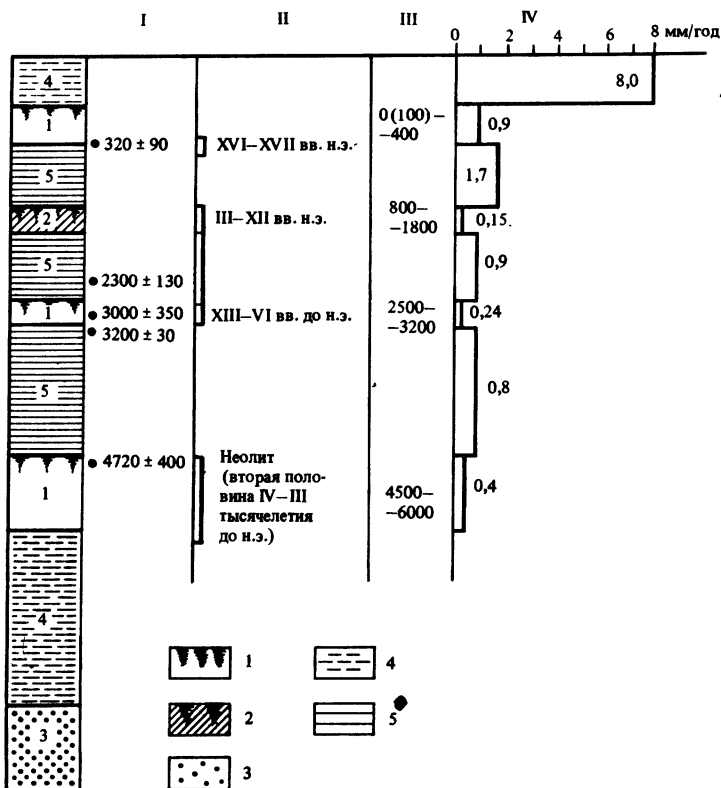 I II III IV
0 2 4 6 8 мм/год
4
8,0
1
0(100)–
–400
0,9
320 ± 90
XVI–XVII вв. н.э.
5
1,7
2
III–XII вв. н.э.
800–
–1800
0,15
5
0,9
2300 ± 130
1
3000 ± 350
XIII–VI вв. до н.э.
2500–
–3200
0,24
3200 ± 30
5
0,8
4720 ± 400
Неолит
(вторая поло-
вина IV–III
тысячелетия
до н.э.)
1
4500–
–6000
0,4
4
3
1
4
2
5
3